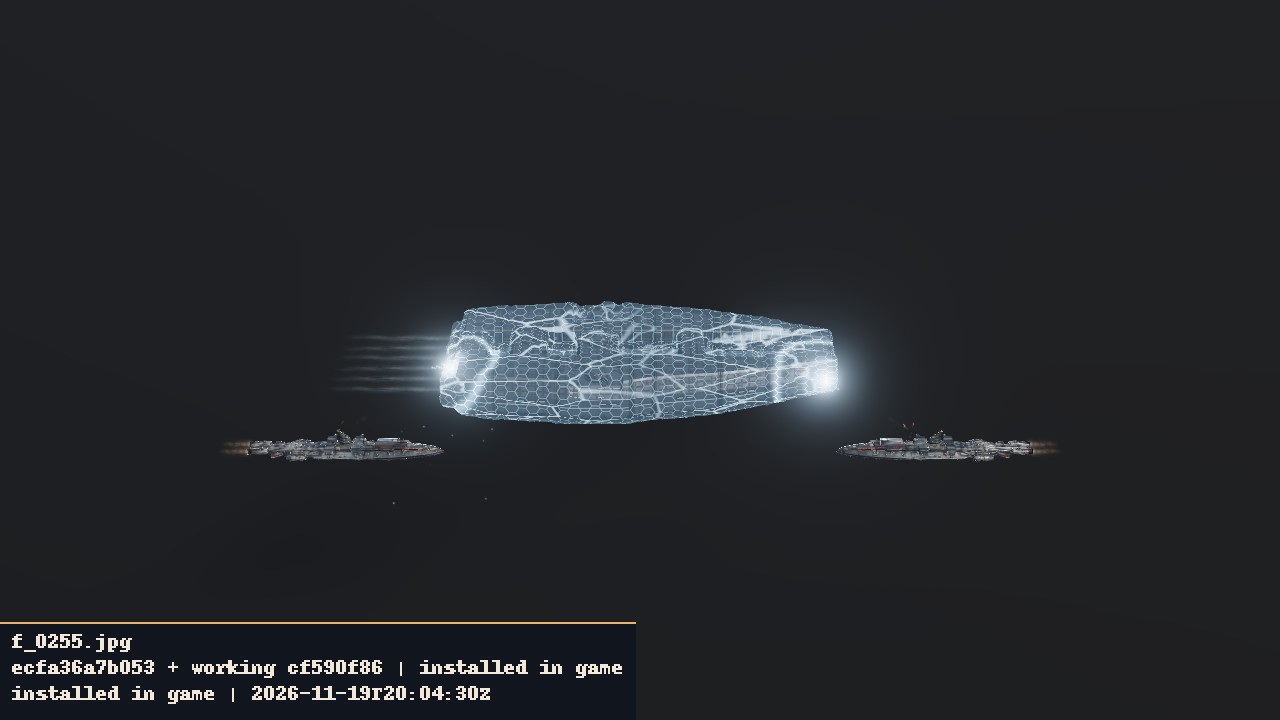 f_0255.jpg
ecfa36a7b053 + working cf590f86 | installed in game
installed in game | 2026-11-19T20:04:30Z